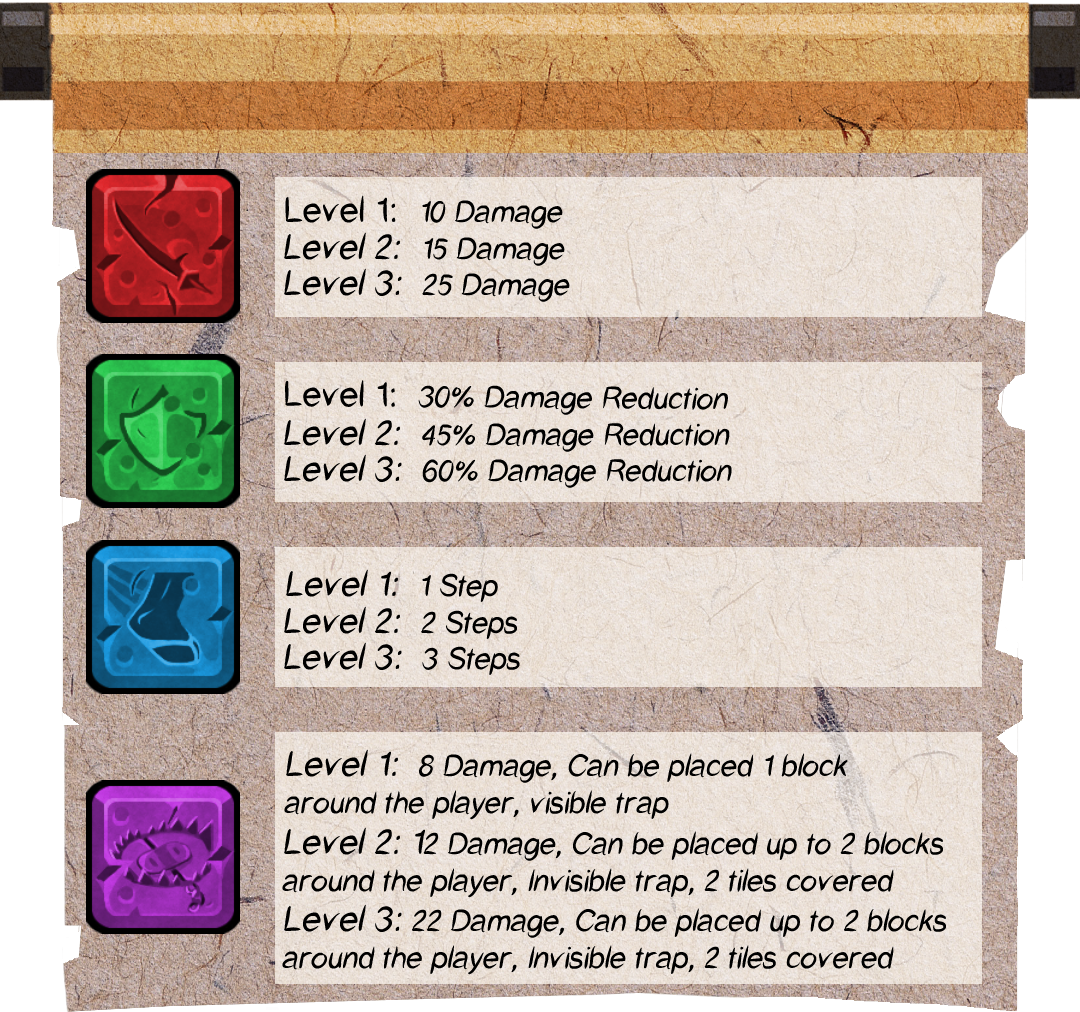 Level 1: 10 Damage
Level 2: 15 Damage
Level 3: 25 Damage
Level 1: 30% Damage Reduction
Level 2: 45% Damage Reduction
Level 3: 60% Damage Reduction
Level 1: 1 Step
Level 2: 2 Steps
Level 3: 3 Steps
Level 1: 8 Damage, Can be placed 1 block
around the player, visible trap
Level 2: 12 Damage, Can be placed up to 2 blocks
around the player, Invisible trap, 2 tiles covered
Level 3: 22 Damage, Can be placed up to 2 blocks
around the player, Invisible trap, 2 tiles covered